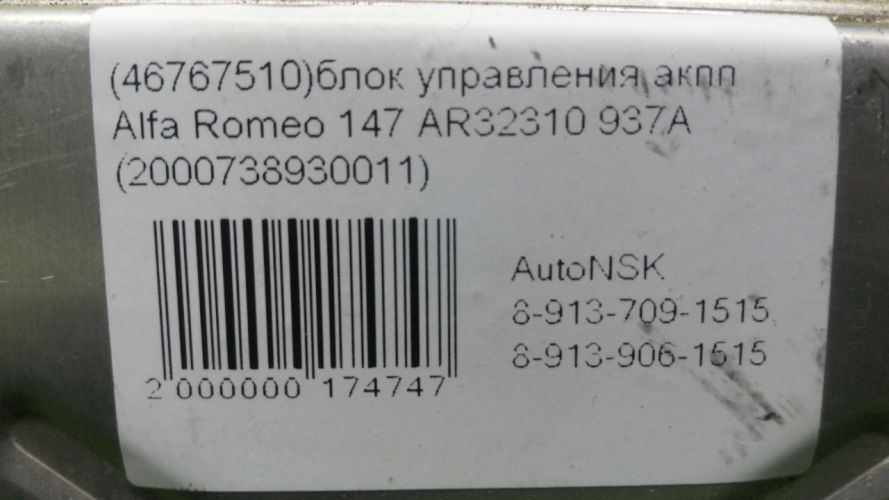 (46767510)блок управления акпп
Alfa Romeo 147 AR32310 937A
(2000738930011)
AutoNSK
8-913-709-1515
8-913-906-1515
2 000000 174747